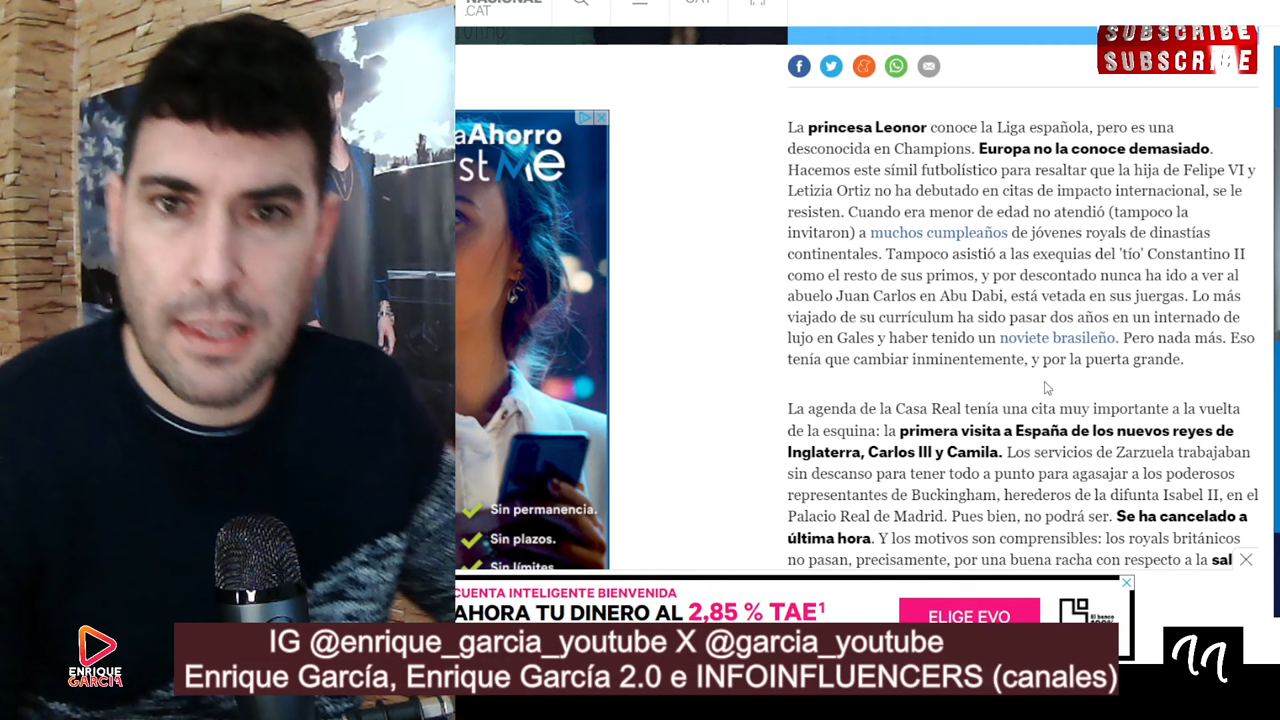 NACIONAL
.CAT
CAT
SUBSCRIBE
SUBSCRIBE
La princesa Leonor conoce la Liga española, pero es una
desconocida en Champions. Europa no la conoce demasiado.
Hacemos este símil futbolístico para resaltar que la hija de Felipe VI y
Letizia Ortiz no ha debutado en citas de impacto internacional, se le
resisten. Cuando era menor de edad no atendió (tampoco la
invitaron) a muchos cumpleaños de jóvenes royals de dinastías
continentales. Tampoco asistió a las exequias del 'tío' Constantino II
como el resto de sus primos, y por descontado nunca ha ido a ver al
abuelo Juan Carlos en Abu Dabi, está vetada en sus juergas. Lo más
viajado de su currículum ha sido pasar dos años en un internado de
lujo en Gales y haber tenido un noviete brasileño. Pero nada más. Eso
tenía que cambiar inminentemente, y por la puerta grande.
La agenda de la Casa Real tenía una cita muy importante a la vuelta
de la esquina: la primera visita a España de los nuevos reyes de
Inglaterra, Carlos III y Camila. Los servicios de Zarzuela trabajaban
sin descanso para tener todo a punto para agasajar a los poderosos
representantes de Buckingham, herederos de la difunta Isabel II, en el
Palacio Real de Madrid. Pues bien, no podrá ser. Se ha cancelado a
última hora. Y los motivos son comprensibles: los royals británicos
no pasan, precisamente, por una buena racha con respecto a la sal
aAhorro
st Me
Sin permanencia.
Sin plazos.
Sin límites
CUENTA INTELIGENTE BIENVENIDA
AHORA TU DINERO AL 2,85 % TAE1
ELIGE EVO
El banco
IG @enrique_garcia_youtube X @garcia_youtube
Enrique García, Enrique García 2.0 e INFOINFLUENCERS (canales)
ENRIQUE
GARCÍA